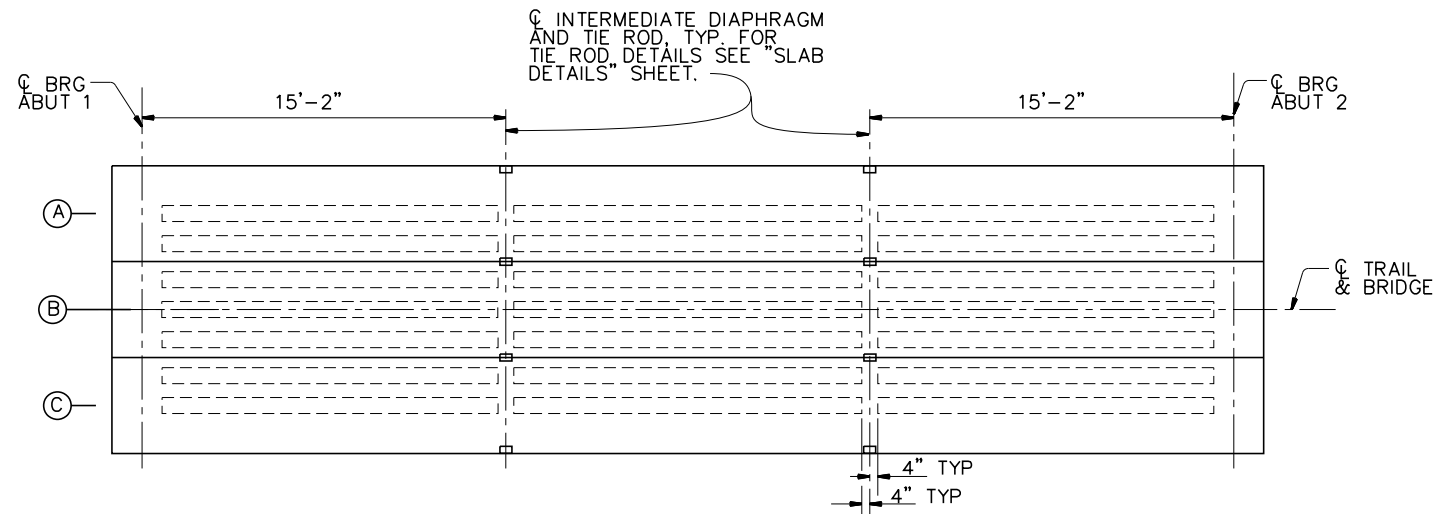 ℄ INTERMEDIATE DIAPHRAGM
AND TIE ROD, TYP. FOR
TIE ROD DETAILS SEE "SLAB
DETAILS" SHEET.
℄ BRG
ABUT 1
15'-2"
15'-2"
℄ BRG
ABUT 2
A
B
C
℄ TRAIL
& BRIDGE
4" TYP
4" TYP